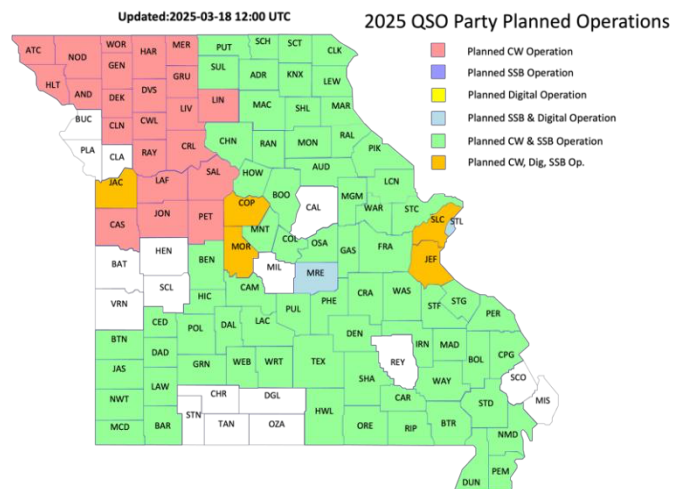 Updated:2025-03-18 12:00 UTC
2025 QSO Party Planned Operations
Planned CW Operation
Planned SSB Operation
Planned Digital Operation
Planned SSB & Digital Operation
Planned CW & SSB Operation
Planned CW, Dig, SSB Op.
ATC NOD WOR HAR MER PUT SCH SCT CLK
HLT GEN GRU SUL ADR KNX LEW
AND DEK DVS LIV LIN MAC SHL MAR
BUC CLN CWL
PLA CLA RAY CRL CHN RAN MON RAL PIK
JAC LAF SAL HOW AUD
CAS JON PET COP BOO CAL MGM WAR LCN STC SLC STL
BAT HEN BEN MOR MNT COL OSA GAS FRA JEF
VRN SCL HIC CAM MIL MRE PHE CRA WAS STF STG PER
BTN CED POL DAL LAC PUL DEN IRN MAD BOL CPG
JAS DAD GRN WEB WRT TEX SHA REY WAY SCO
NWT LAW CHR DGL HWL CAR STD MIS
MCD BAR STN TAN OZA ORE RIP BTR NMD
DUN PEM